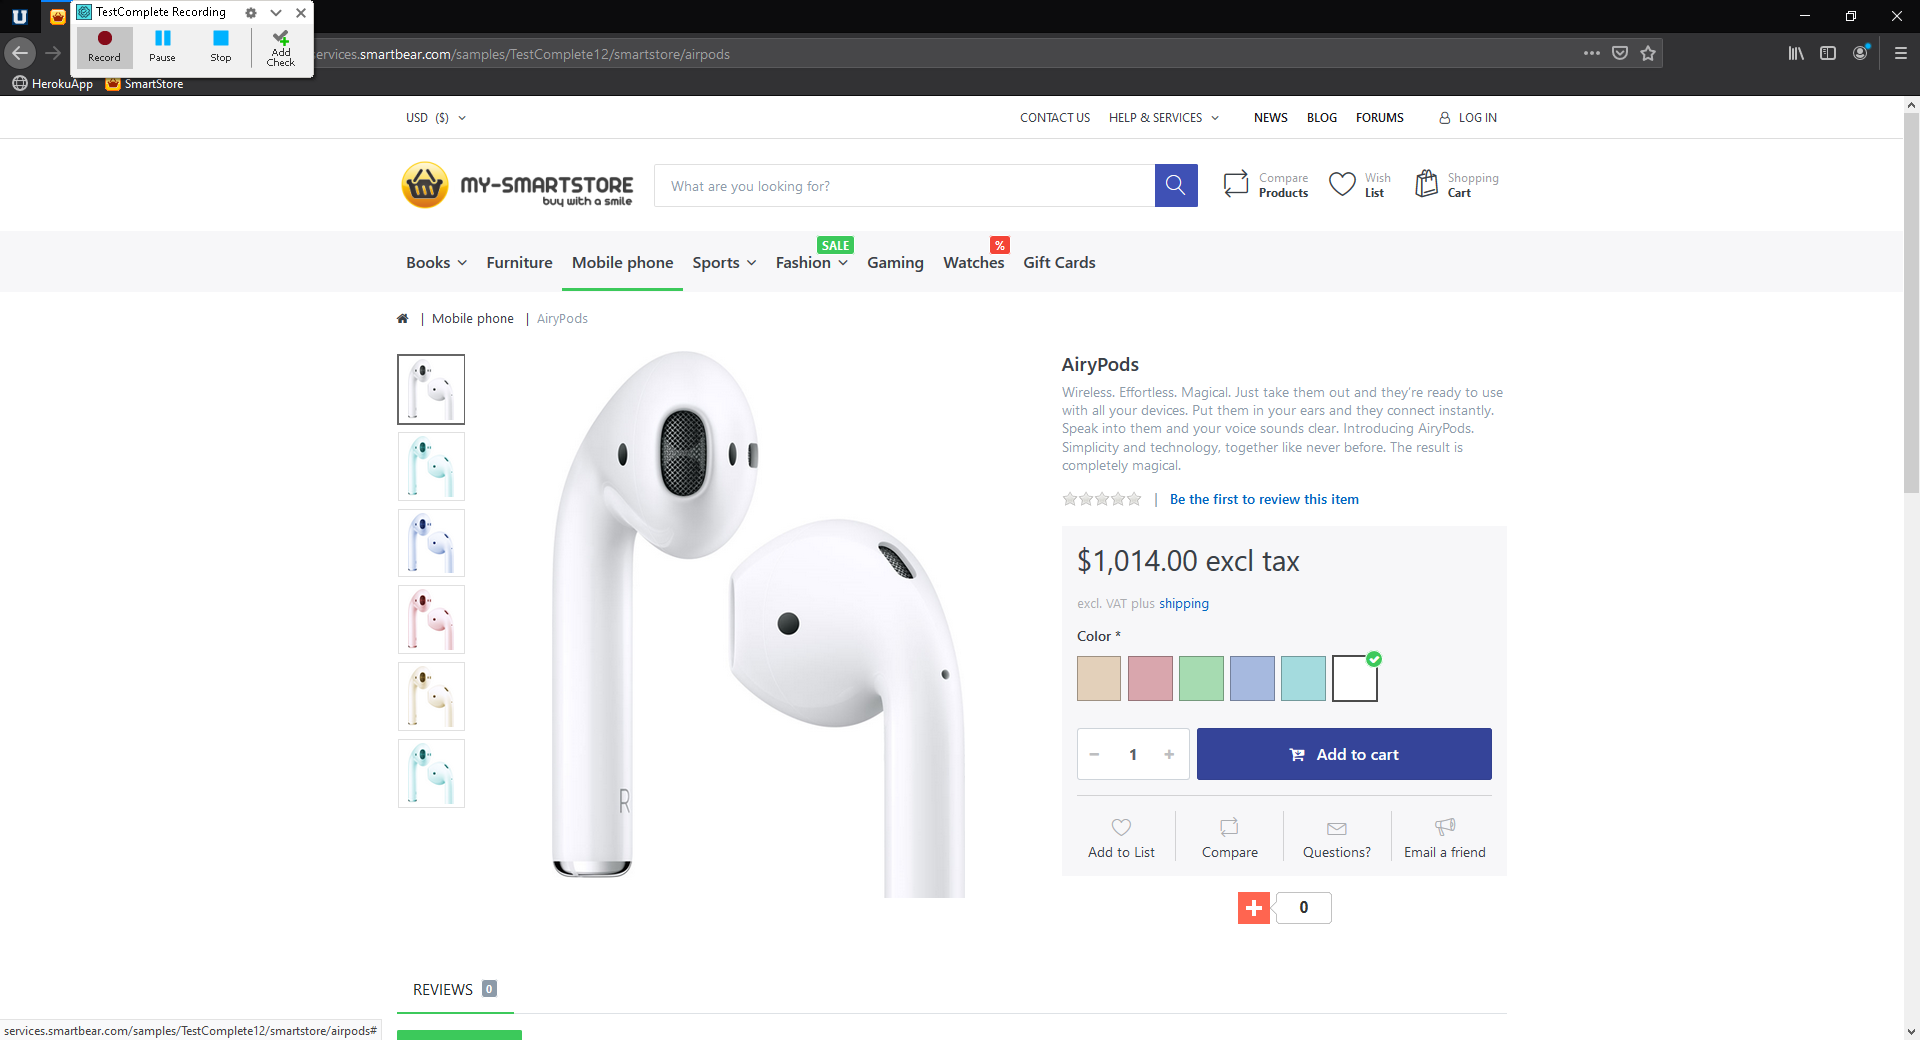 TestComplete Recording
Record
Pause
Stop
Add
Check
ervices.smartbear.com/samples/TestComplete12/smartstore/airpods
HerokuApp
SmartStore
USD ($)
CONTACT US
HELP & SERVICES
NEWS
BLOG
FORUMS
LOG IN
MY-SMARTSTORE
buy with a smile
What are you looking for?
Compare
Products
Wish
List
Shopping
Cart
SALE
%
Books
Furniture
Mobile phone
Sports
Fashion
Gaming
Watches
Gift Cards
| Mobile phone | AiryPods
AiryPods
Wireless. Effortless. Magical. Just take them out and they're ready to use
with all your devices. Put them in your ears and they connect instantly.
Speak into them and your voice sounds clear. Introducing AiryPods.
Simplicity and technology, together like never before. The result is
completely magical.
| Be the first to review this item
$1,014.00 excl tax
excl. VAT plus shipping
Color *
1
Add to cart
R
Add to List
Compare
Questions?
Email a friend
0
REVIEWS 0
services.smartbear.com/samples/TestComplete12/smartstore/airpods#